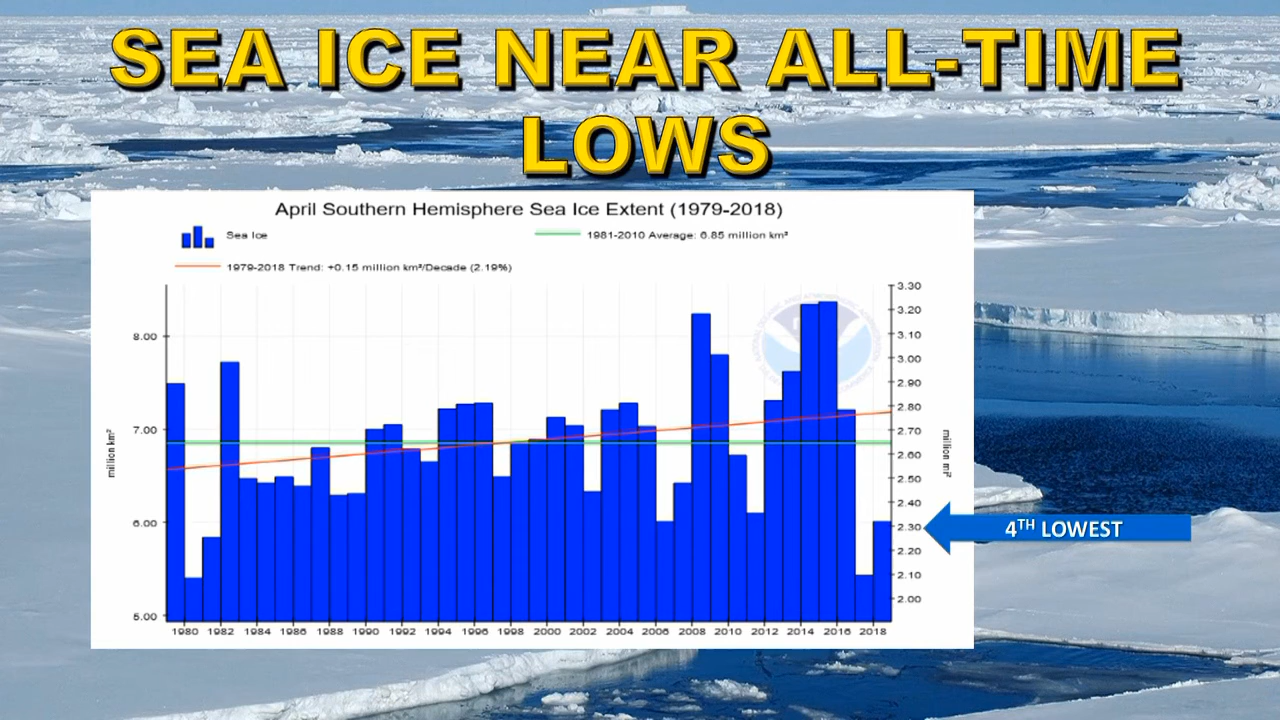 SEA ICE NEAR ALL-TIME
LOWS
April Southern Hemisphere Sea Ice Extent (1979-2018)
Sea Ice
1981-2010 Average: 6.85 million km²
1979-2018 Trend: +0.15 million km²/Decade (2.19%)
8.00
7.00
6.00
5.00
million km²
3.30
3.20
3.10
3.00
2.90
2.80
2.70
2.60
2.50
2.40
2.30
2.20
2.10
2.00
million mi²
4TH LOWEST
1980 1982 1984 1986 1988 1990 1992 1994 1996 1998 2000 2002 2004 2006 2008 2010 2012 2014 2016 2018